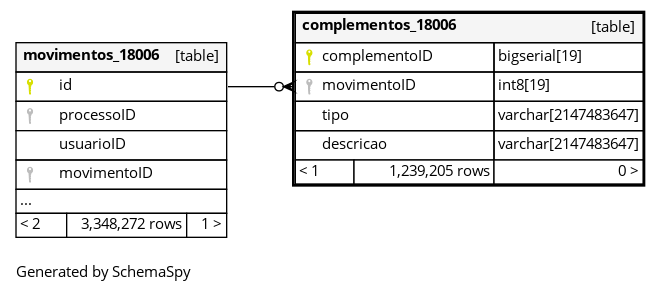 movimentos_18006 [table]
id
processoID
usuarioID
movimentoID
...
< 2 3,348,272 rows 1 >
complementos_18006 [table]
complementoID bigserial[19]
movimentoID int8[19]
tipo varchar[2147483647]
descricao varchar[2147483647]
< 1 1,239,205 rows 0 >
Generated by SchemaSpy